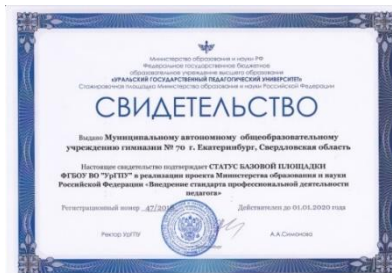 Министерство образования и науки РФ
Федеральное государственное бюджетное
образовательное учреждение высшего образования
«УРАЛЬСКИЙ ГОСУДАРСТВЕННЫЙ ПЕДАГОГИЧЕСКИЙ УНИВЕРСИТЕТ»
Стажировочная площадка Министерства образования и науки Российской Федерации
СВИДЕТЕЛЬСТВО
Выдано Муниципальному автономному общеобразовательному
учреждению гимназия № 70 г. Екатеринбург, Свердловская область
Настоящее свидетельство подтверждает СТАТУС БАЗОВОЙ ПЛОЩАДКИ
ФГБОУ ВО "УрГПУ" в реализации проекта Министерства образования и науки
Российской Федерации «Внедрение стандарта профессиональной деятельности
педагога»
Регистрационный номер 47/2018 Действителен до 01.01.2020 года
Ректор УрГПУ А.А.Симонова